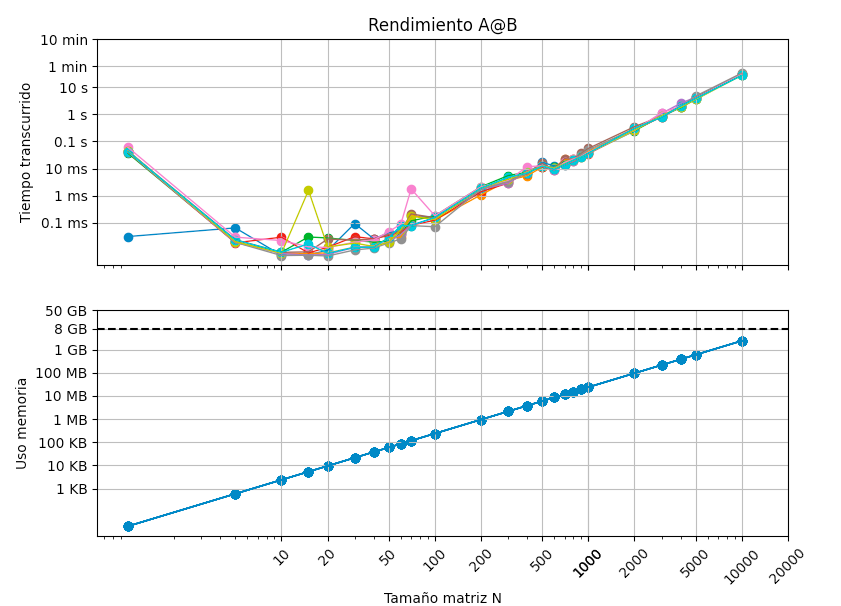 Rendimiento A@B
Tiempo transcurrido
10 min
1 min
10 s
1 s
0.1 s
10 ms
1 ms
0.1 ms
Uso memoria
50 GB
8 GB
1 GB
100 MB
10 MB
1 MB
100 KB
10 KB
1 KB
10 20 50 100 200 500 1000 2000 5000 10000 20000
Tamaño matriz N